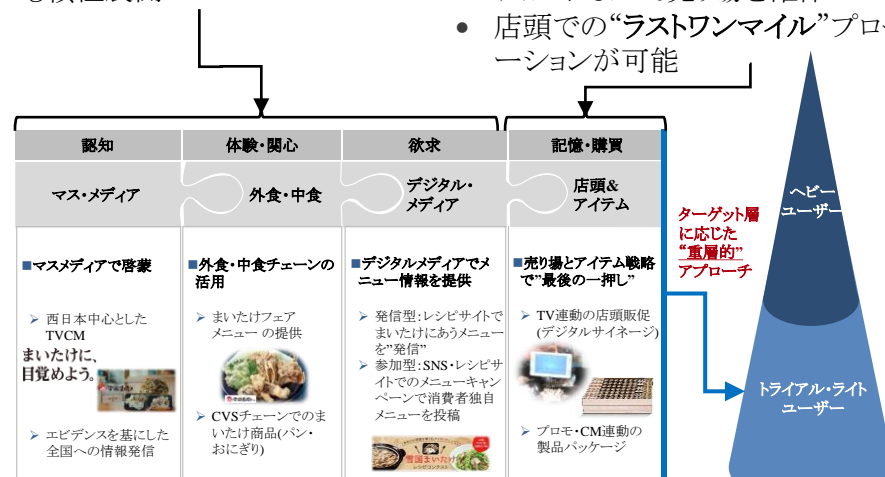 • 店頭での“ラストワンマイル”プロ
ーションが可能
認知
体験・関心
欲求
記憶・購買
マス・メディア
外食・中食
デジタル・
メディア
店頭&
アイテム
■マスメディアで啓蒙
➢ 西日本中心とした
TVCM
まいたけに、
目覚めよう。
➢ エビデンスを基にした
全国への情報発信
■外食・中食チェーンの
活用
➢ まいたけフェア
メニュー の提供
➢ CVSチェーンでのま
いたけ商品(パン・
おにぎり)
■デジタルメディアでメ
ニュー情報を提供
➢ 発信型:レシピサイトで
まいたけにあうメニュー
を”発信”
➢ 参加型:SNS・レシピサ
イトでのメニューキャン
ペーンで消費者独自
メニューを投稿
雪国まいたけ
レシピコンテスト
■売り場とアイテム戦略
で”最後の一押し”
➢ TV連動の店頭販促
(デジタルサイネージ)
➢ プロモ・CM連動の
製品パッケージ
ターゲット層
に応じた
“重層的”
アプローチ
ヘビー
ユーザー
トライアル・ライト
ユーザー